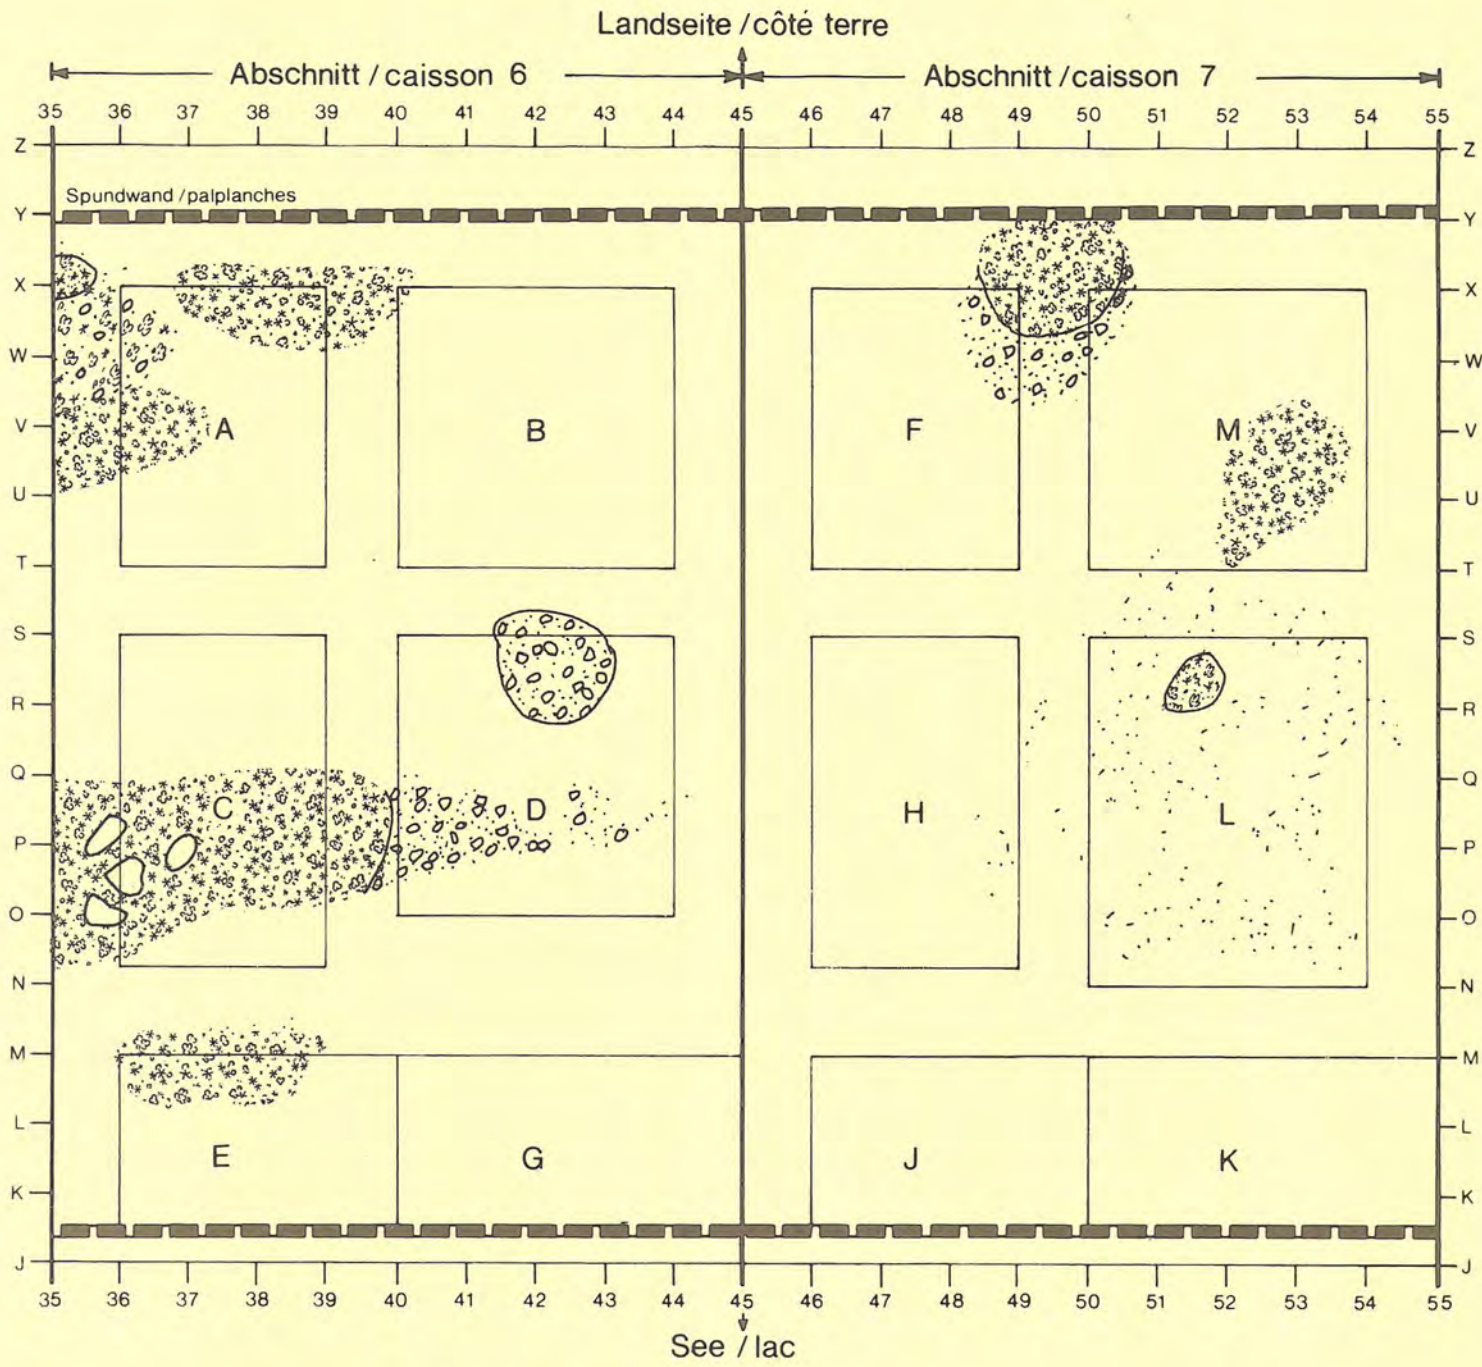 Landseite / côté terre
Abschnitt / caisson 6 Abschnitt / caisson 7
35 36 37 38 39 40 41 42 43 44 45 46 47 48 49 50 51 52 53 54 55
Z Z
Spundwand / palplanches
Y Y
X X
W W
V A B F M V
U U
T T
S S
R R
Q Q
C D H L
P P
O O
N N
M M
L L
E G J K
K K
J J
35 36 37 38 39 40 41 42 43 44 45 46 47 48 49 50 51 52 53 54 55
See / lac